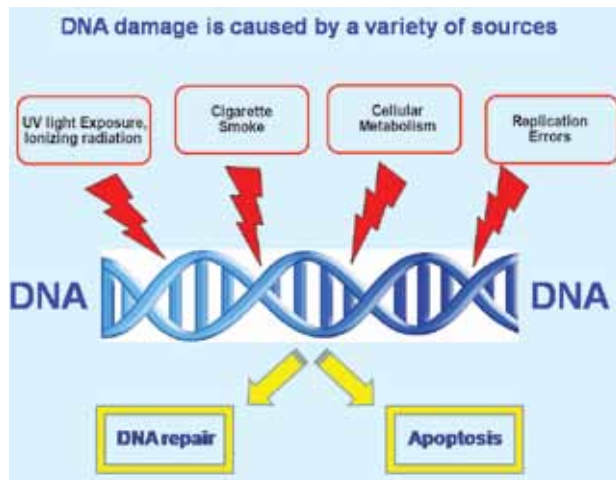 DNA damage is caused by a variety of sources
UV light Exposure,
Ionizing radiation
Cigarette
Smoke
Cellular
Metabolism
Replication
Errors
DNA
DNA
DNA repair
Apoptosis